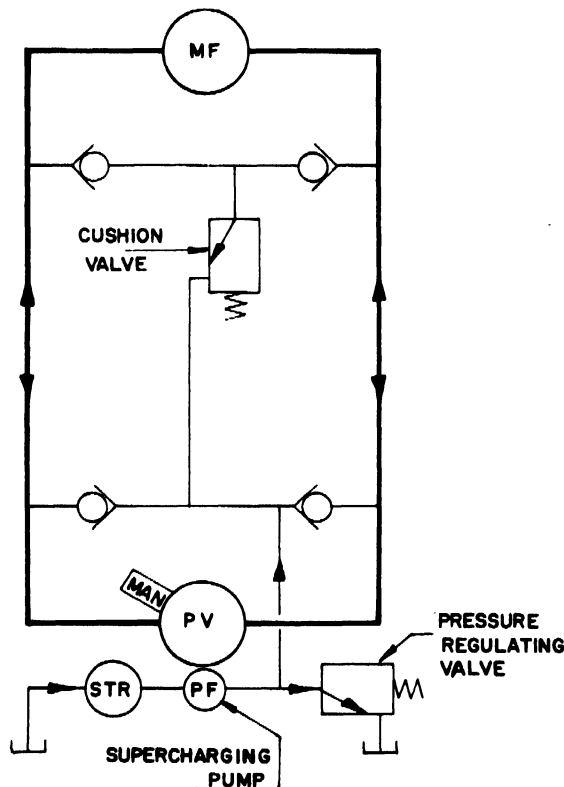 MF
CUSHION
VALVE
MAN
PV
PRESSURE
REGULATING
VALVE
STR
PF
SUPERCHARGING
PUMP